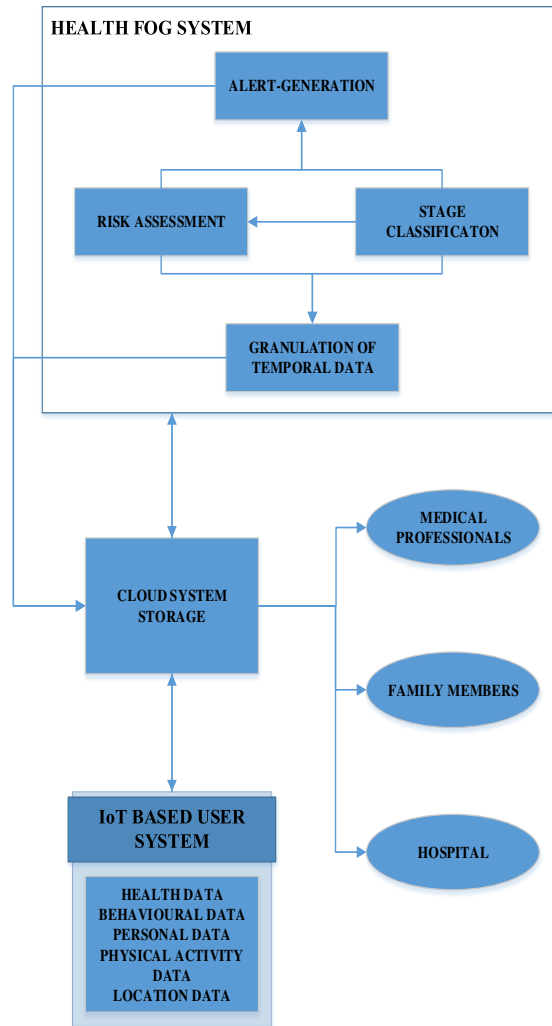 HEALTH FOG SYSTEM
ALERT-GENERATION
RISK ASSESSMENT
STAGE
CLASSIFICATON
GRANULATION OF
TEMPORAL DATA
MEDICAL
PROFESSIONALS
CLOUD SYSTEM
STORAGE
FAMILY MEMBERS
IoT BASED USER
SYSTEM
HOSPITAL
HEALTH DATA
BEHAVIOURAL DATA
PERSONAL DATA
PHYSICAL ACTIVITY
DATA
LOCATION DATA